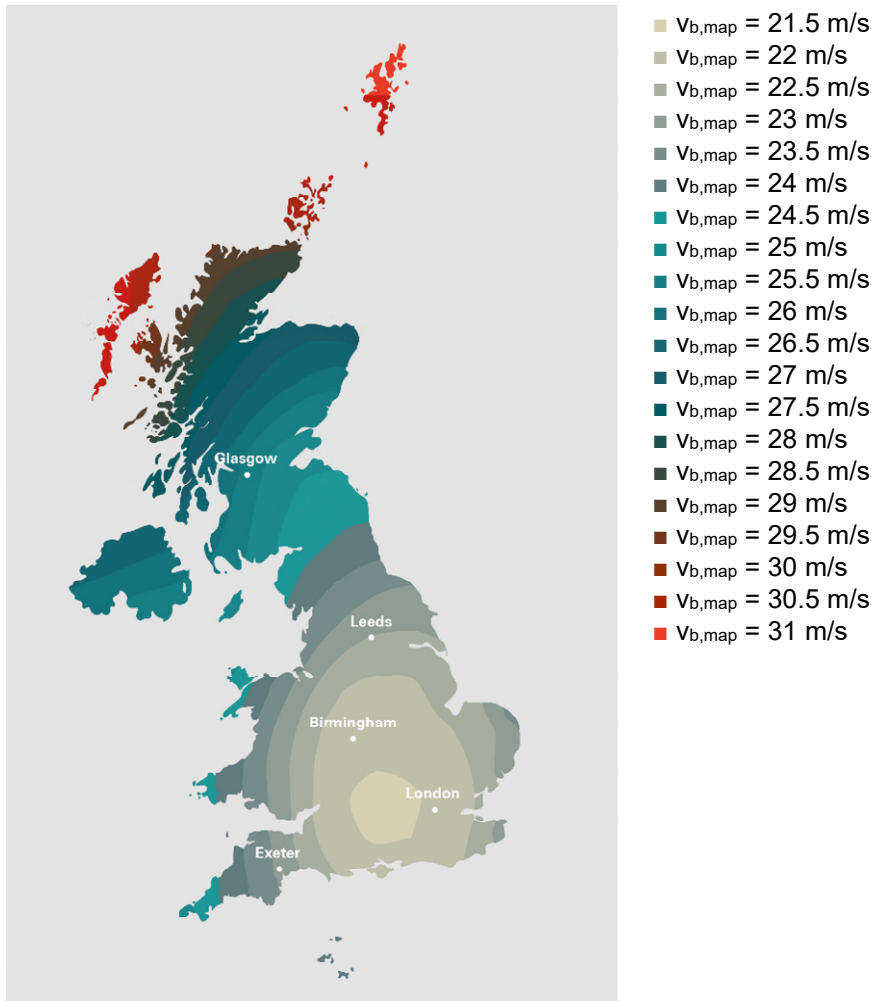 vb,map = 21.5 m/s
vb,map = 22 m/s
vb,map = 22.5 m/s
vb,map = 23 m/s
vb,map = 23.5 m/s
vb,map = 24 m/s
vb,map = 24.5 m/s
vb,map = 25 m/s
vb,map = 25.5 m/s
vb,map = 26 m/s
vb,map = 26.5 m/s
vb,map = 27 m/s
vb,map = 27.5 m/s
vb,map = 28 m/s
vb,map = 28.5 m/s
vb,map = 29 m/s
vb,map = 29.5 m/s
vb,map = 30 m/s
vb,map = 30.5 m/s
vb,map = 31 m/s
Glasgow
Leeds
Birmingham
London
Exeter